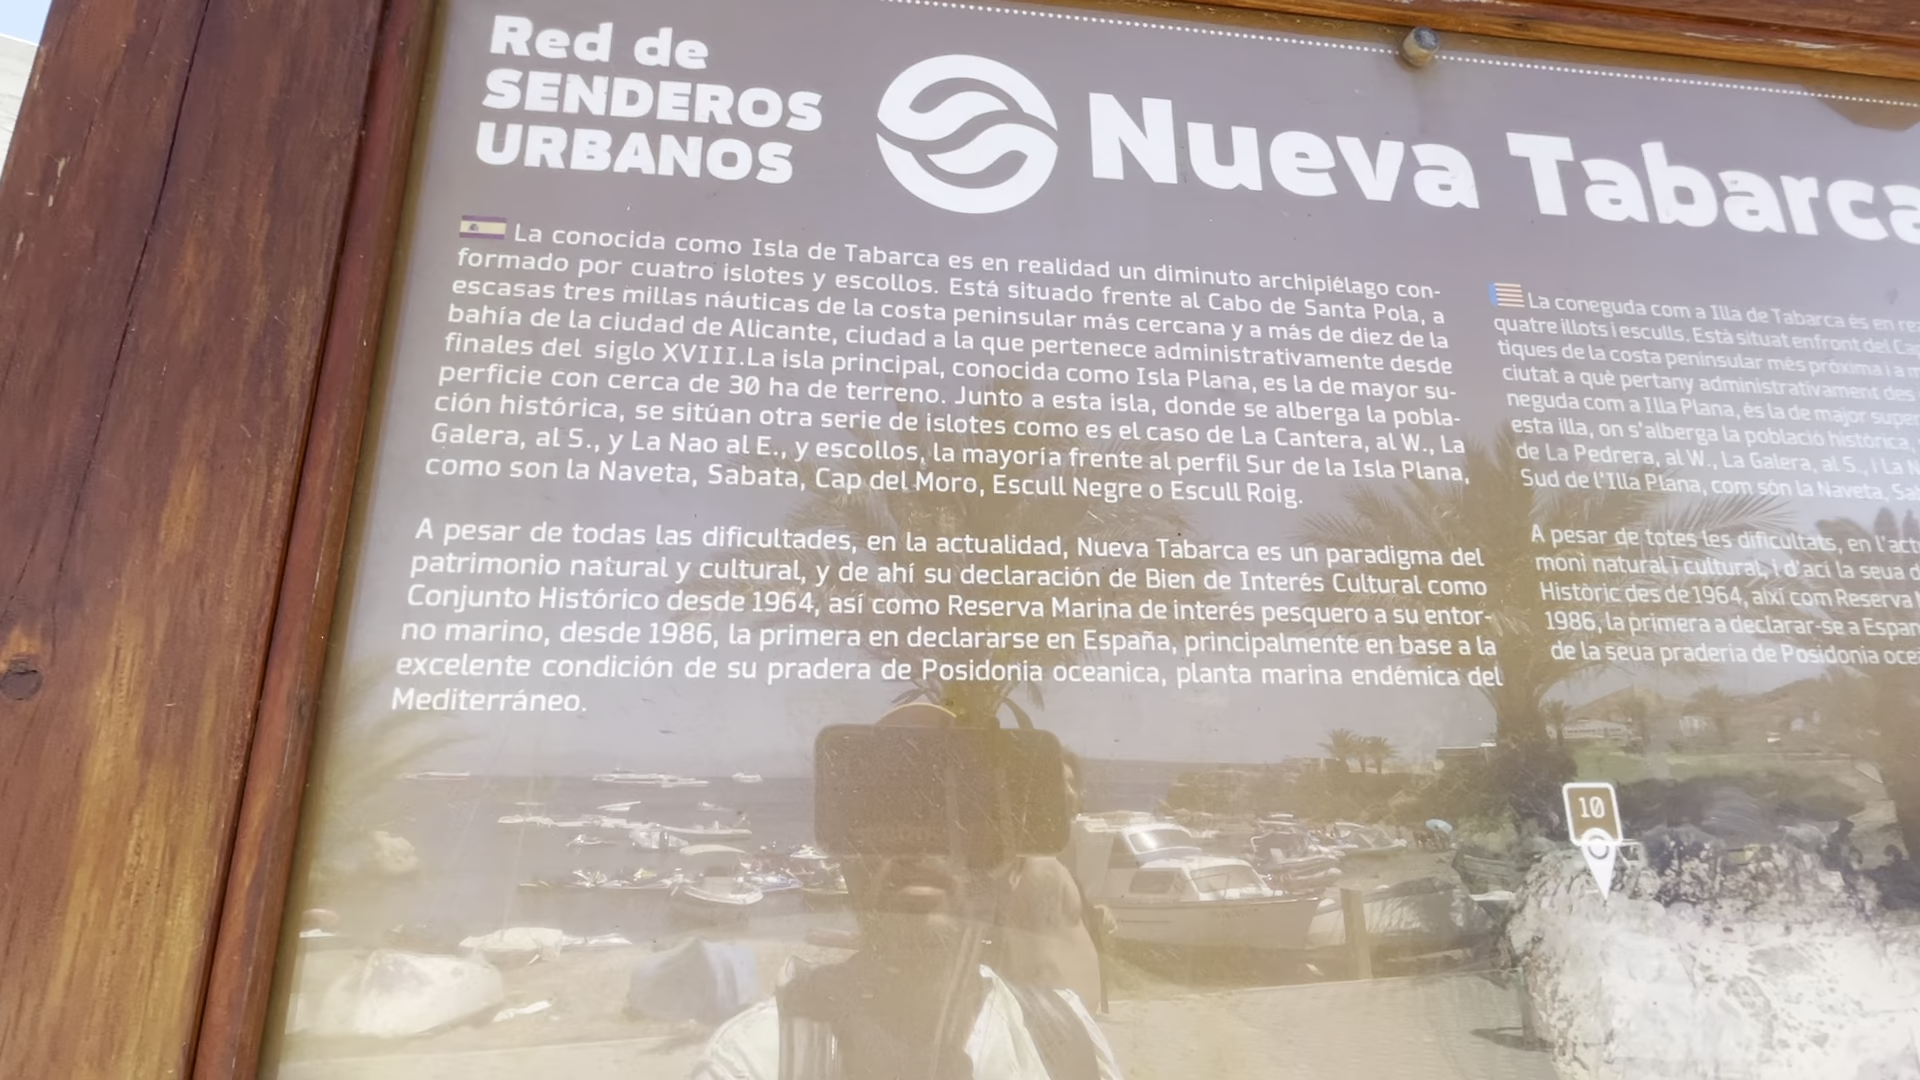 Red de
SENDEROS
URBANOS
Nueva Tabarca
La conocida como Isla de Tabarca es en realidad un diminuto archipiélago con-
formado por cuatro islotes y escollos. Está situado frente al Cabo de Santa Pola, a
escasas tres millas náuticas de la costa peninsular más cercana y a más de diez de la
bahía de la ciudad de Alicante, ciudad a la que pertenece administrativamente desde
finales del siglo XVIII.La isla principal, conocida como Isla Plana, es la de mayor su-
perficie con cerca de 30 ha de terreno. Junto a esta isla, donde se alberga la pobla-
ción histórica, se sitúan otra serie de islotes como es el caso de La Cantera, al W., La
Galera, al S., y La Nao al E., y escollos, la mayoría frente al perfil Sur de la Isla Plana,
como son la Naveta, Sabata, Cap del Moro, Escull Negre o Escull Roig.
A pesar de todas las dificultades, en la actualidad, Nueva Tabarca es un paradigma del
patrimonio natural y cultural, y de ahí su declaración de Bien de Interés Cultural como
Conjunto Histórico desde 1964, así como Reserva Marina de interés pesquero a su entor-
no marino, desde 1986, la primera en declararse en España, principalmente en base a la
excelente condición de su pradera de Posidonia oceanica, planta marina endémica del
Mediterráneo.
La coneguda com a Illa de Tabarca és en
quatre illots i esculls. Està situat enfront del
tiques de la costa peninsular més pròxima i a
ciutat a què pertany administrativament des
neguda com a Illa Plana, és la de major
esta illa, on s'alberga la població històrica,
de La Pedrera, al W., La Galera, al S., i La
Sud de l'Illa Plana, com són la Naveta,
A pesar de totes les dificultats, en
moni natural i cultural, i d'ací la seua
Històric des de 1964, així com Reserva
1986, la primera a declarar-se a
de la seua praderia de Posidonia
10